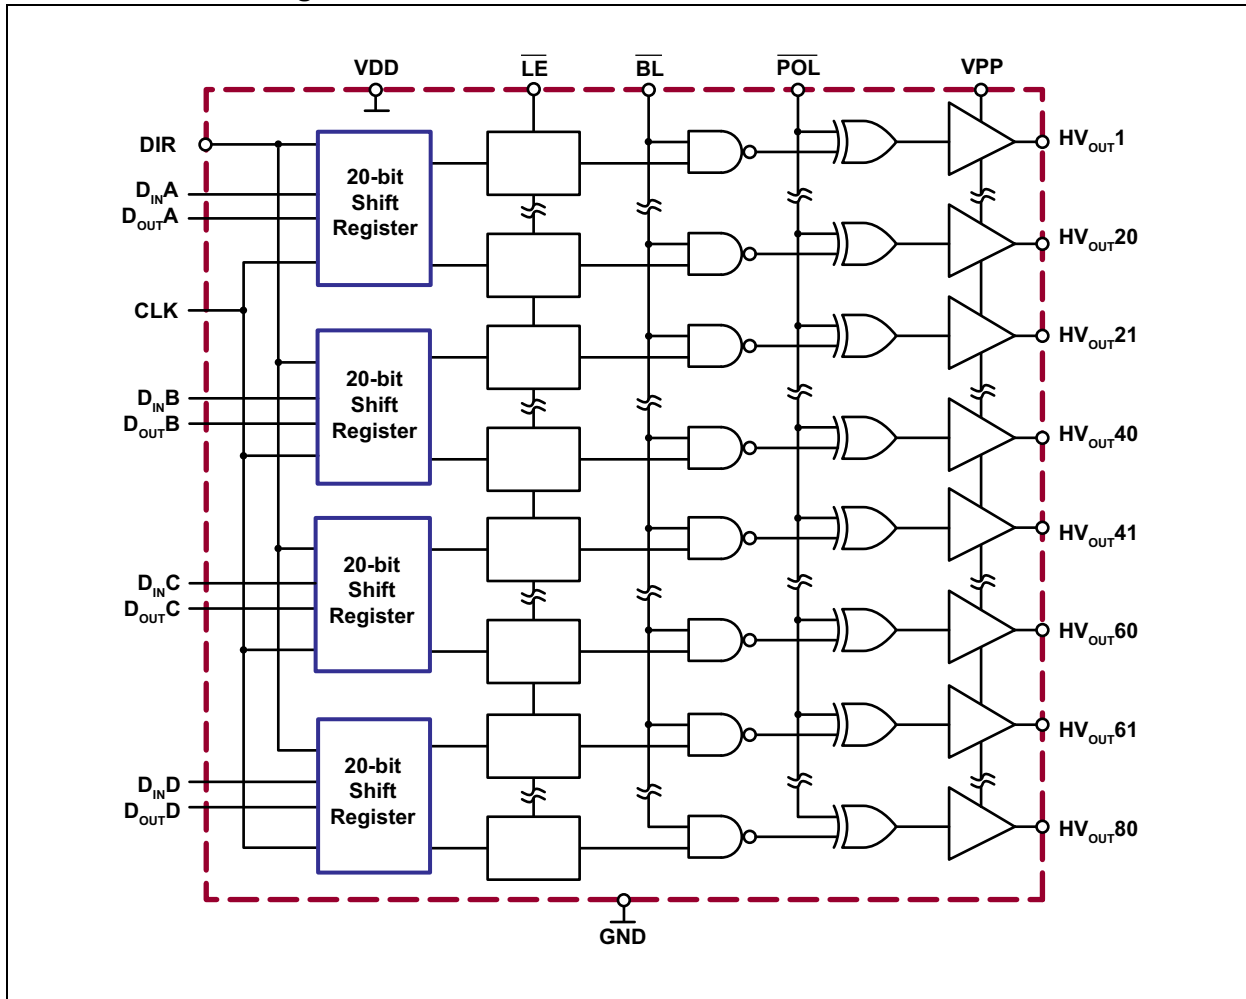 VDD
LE
BL
POL
VPP
DIR
DINA
DOUTA
CLK
DINB
DOUTB
DINC
DOUTC
DIND
DOUTD
20-bit
Shift
Register
20-bit
Shift
Register
20-bit
Shift
Register
20-bit
Shift
Register
HVOUT1
HVOUT20
HVOUT21
HVOUT40
HVOUT41
HVOUT60
HVOUT61
HVOUT80
GND